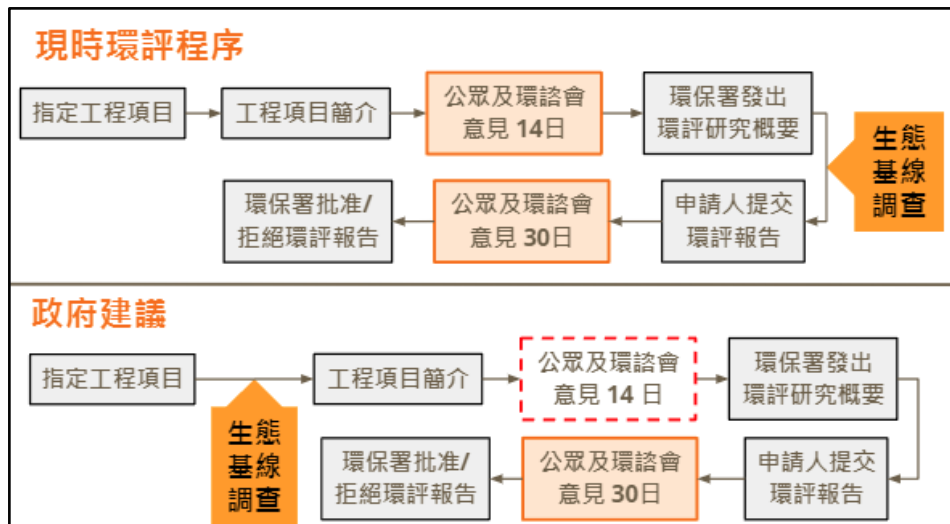 現時環評程序
指定工程項目
工程項目簡介
公眾及環諮會
意見 14日
環保署發出
環評研究概要
生態
基線
調查
申請人提交
環評報告
公眾及環諮會
意見 30日
環保署批准/
拒絕環評報告
政府建議
指定工程項目
生態
基線
調查
工程項目簡介
公眾及環諮會
意見 14 日
環保署發出
環評研究概要
申請人提交
環評報告
公眾及環諮會
意見 30日
環保署批准/
拒絕環評報告